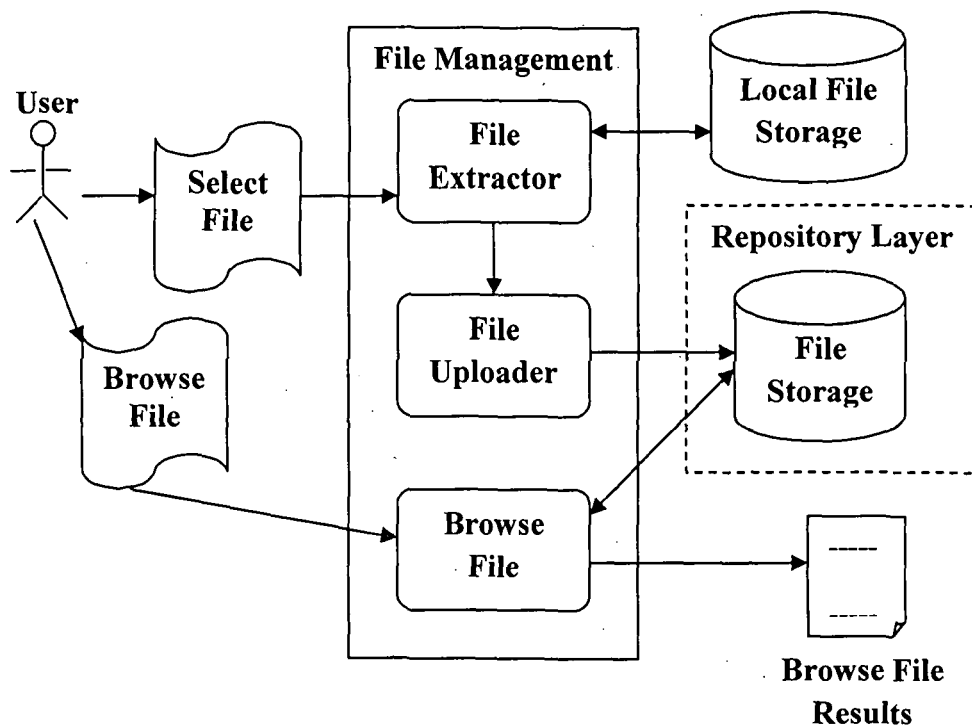 User
Select
File
Browse
File
File Management
File
Extractor
File
Uploader
Browse
File
Local File
Storage
Repository Layer
File
Storage
Browse File
Results